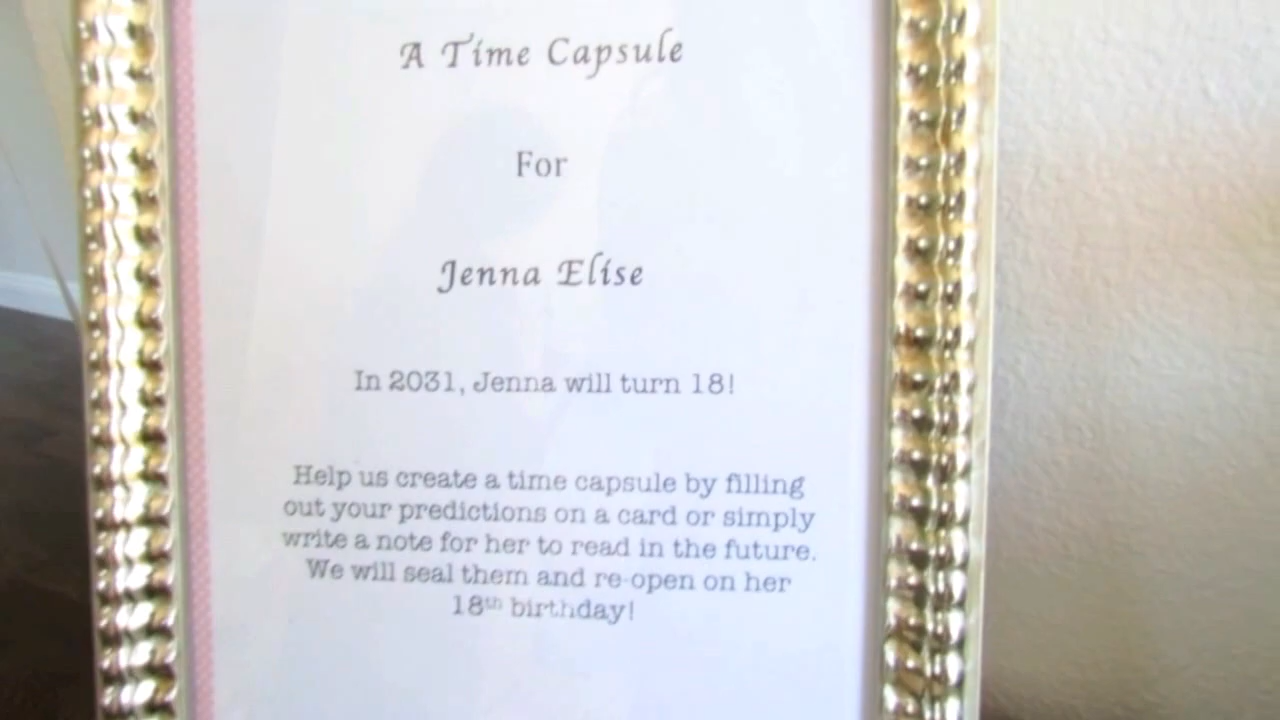 A Time Capsule
For
Jenna Elise
In 2031, Jenna will turn 18!
Help us create a time capsule by filling
out your predictions on a card or simply
write a note for her to read in the future.
We will seal them and re-open on her
18th birthday!